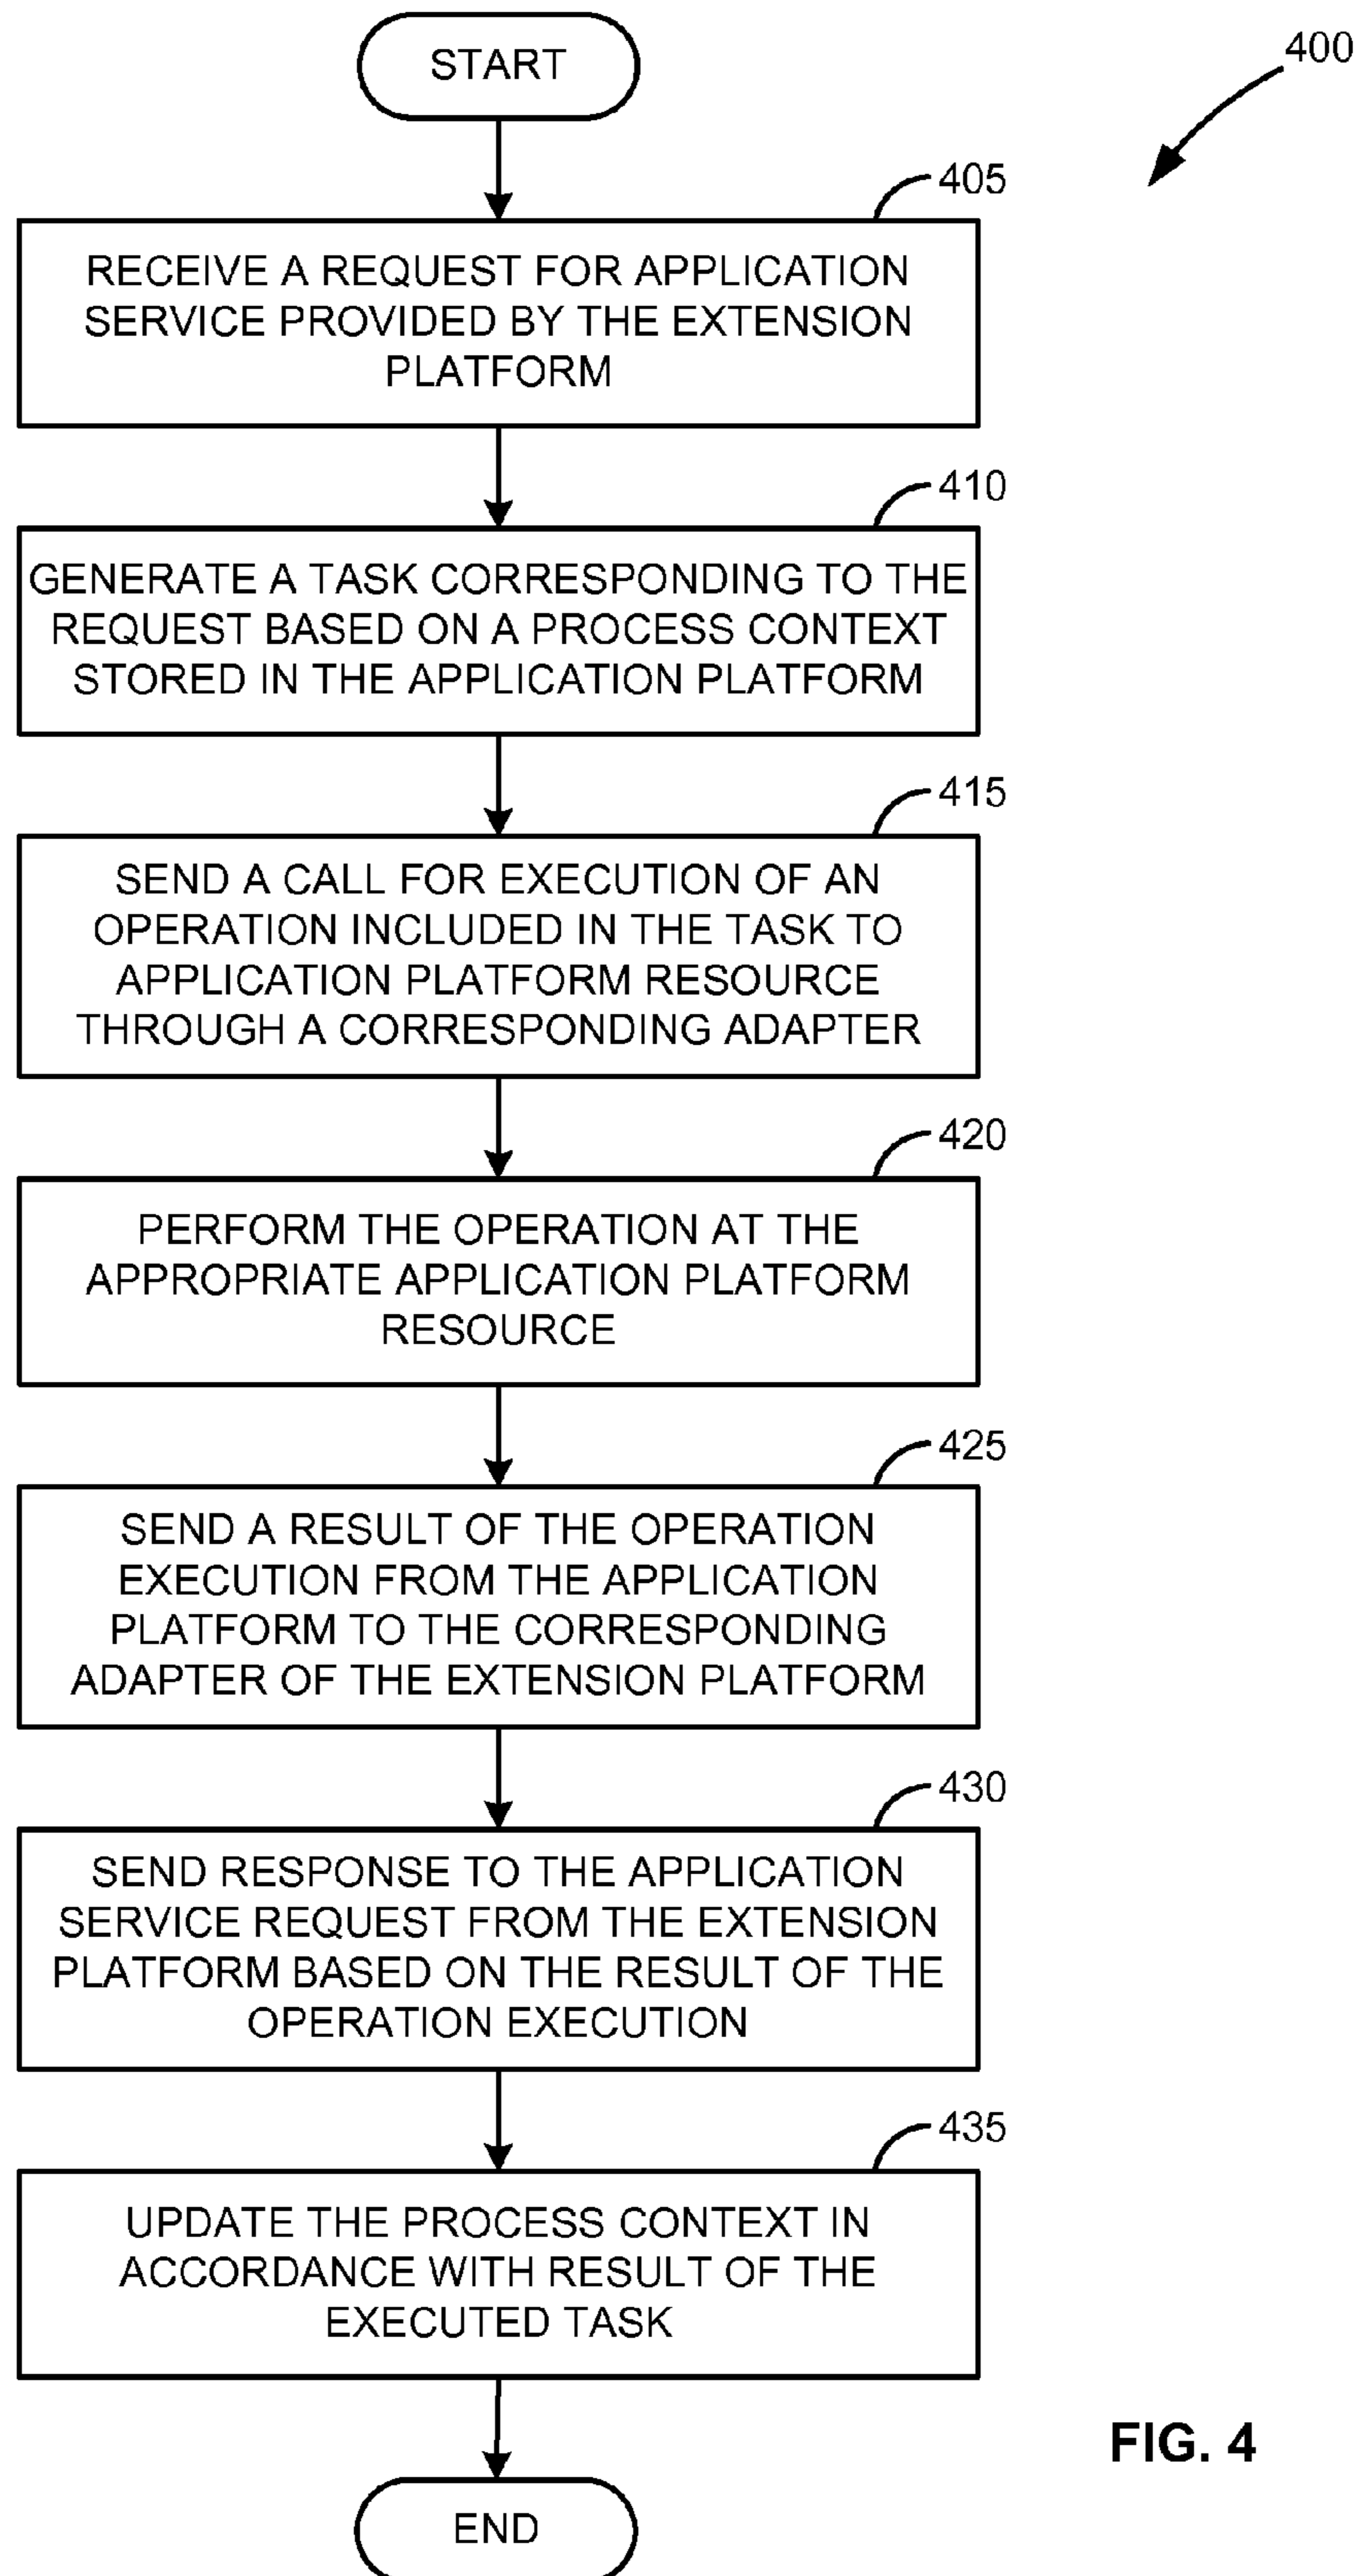 START
400
405
RECEIVE A REQUEST FOR APPLICATION
SERVICE PROVIDED BY THE EXTENSION
PLATFORM
410
GENERATE A TASK CORRESPONDING TO THE
REQUEST BASED ON A PROCESS CONTEXT
STORED IN THE APPLICATION PLATFORM
415
SEND A CALL FOR EXECUTION OF AN
OPERATION INCLUDED IN THE TASK TO
APPLICATION PLATFORM RESOURCE
THROUGH A CORRESPONDING ADAPTER
420
PERFORM THE OPERATION AT THE
APPROPRIATE APPLICATION PLATFORM
RESOURCE
425
SEND A RESULT OF THE OPERATION
EXECUTION FROM THE APPLICATION
PLATFORM TO THE CORRESPONDING
ADAPTER OF THE EXTENSION PLATFORM
430
SEND RESPONSE TO THE APPLICATION
SERVICE REQUEST FROM THE EXTENSION
PLATFORM BASED ON THE RESULT OF THE
OPERATION EXECUTION
435
UPDATE THE PROCESS CONTEXT IN
ACCORDANCE WITH RESULT OF THE
EXECUTED TASK
FIG. 4
END